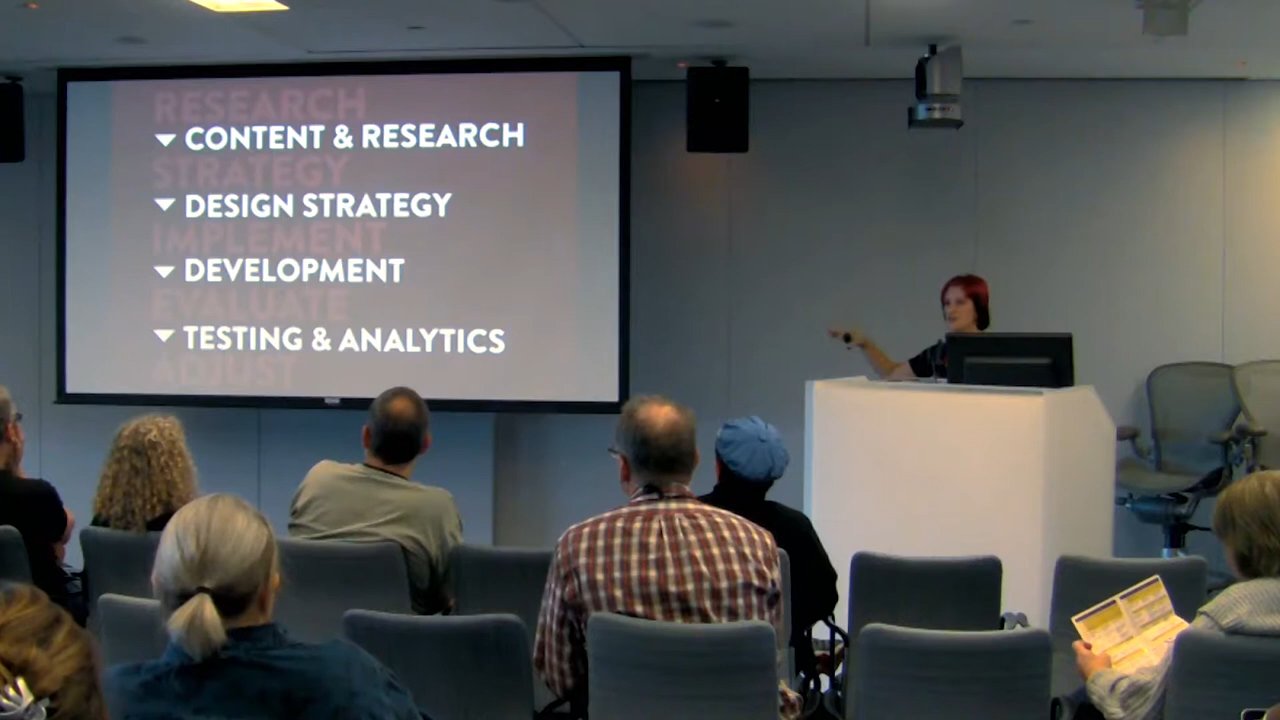 RESEARCH
▼ CONTENT & RESEARCH
STRATEGY
▼ DESIGN STRATEGY
IMPLEMENT
▼ DEVELOPMENT
EVALUATE
▼ TESTING & ANALYTICS
ADJUST